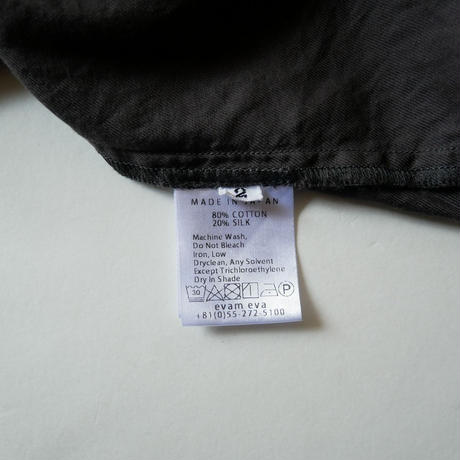 2
MADE IN JAPAN
80% COTTON
20% SILK
Machine Wash,
Do Not Bleach
Iron, Low
Dryclean, Any Solvent
Except Trichloroethylene
Dry In Shade
30 P
evam eva
+81(0)55-272-5100